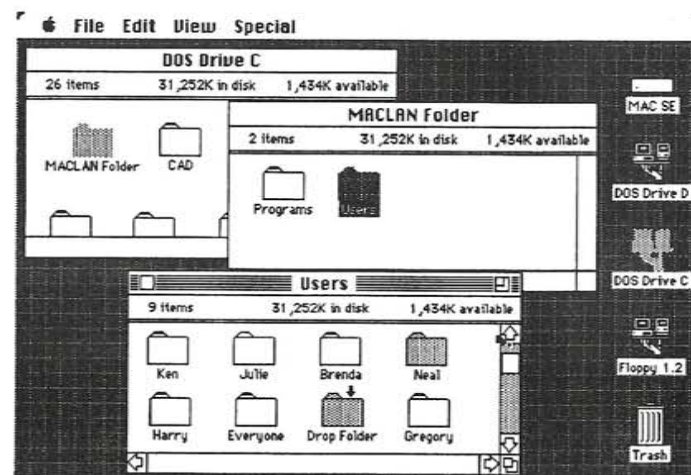 File Edit View Special
DOS Drive C
26 items 31,252K in disk 1,434K available
MACLAN Folder CAD
MACLAN Folder
2 items 31,252K in disk 1,434K available
Programs Users
Users
9 items 31,252K in disk 1,434K available
Ken Julie Brenda Neal
Harry Everyone Drop Folder Gregory
MAC SE
DOS Drive D
DOS Drive C
Floppy 1.2
Trash